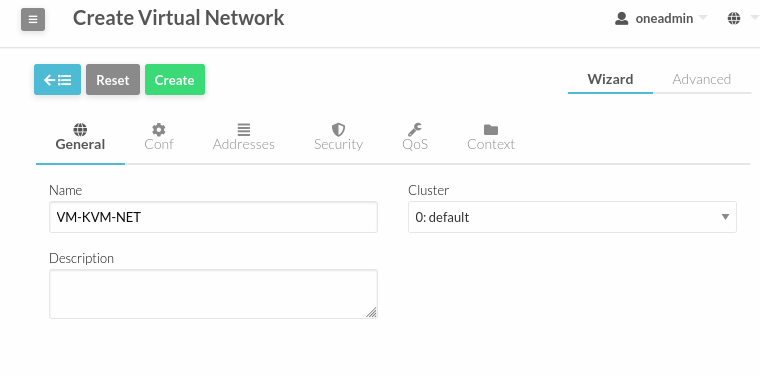 Create Virtual Network
oneadmin
Reset
Create
Wizard
Advanced
General
Conf
Addresses
Security
QoS
Context
Name
Cluster
VM-KVM-NET
0: default
Description